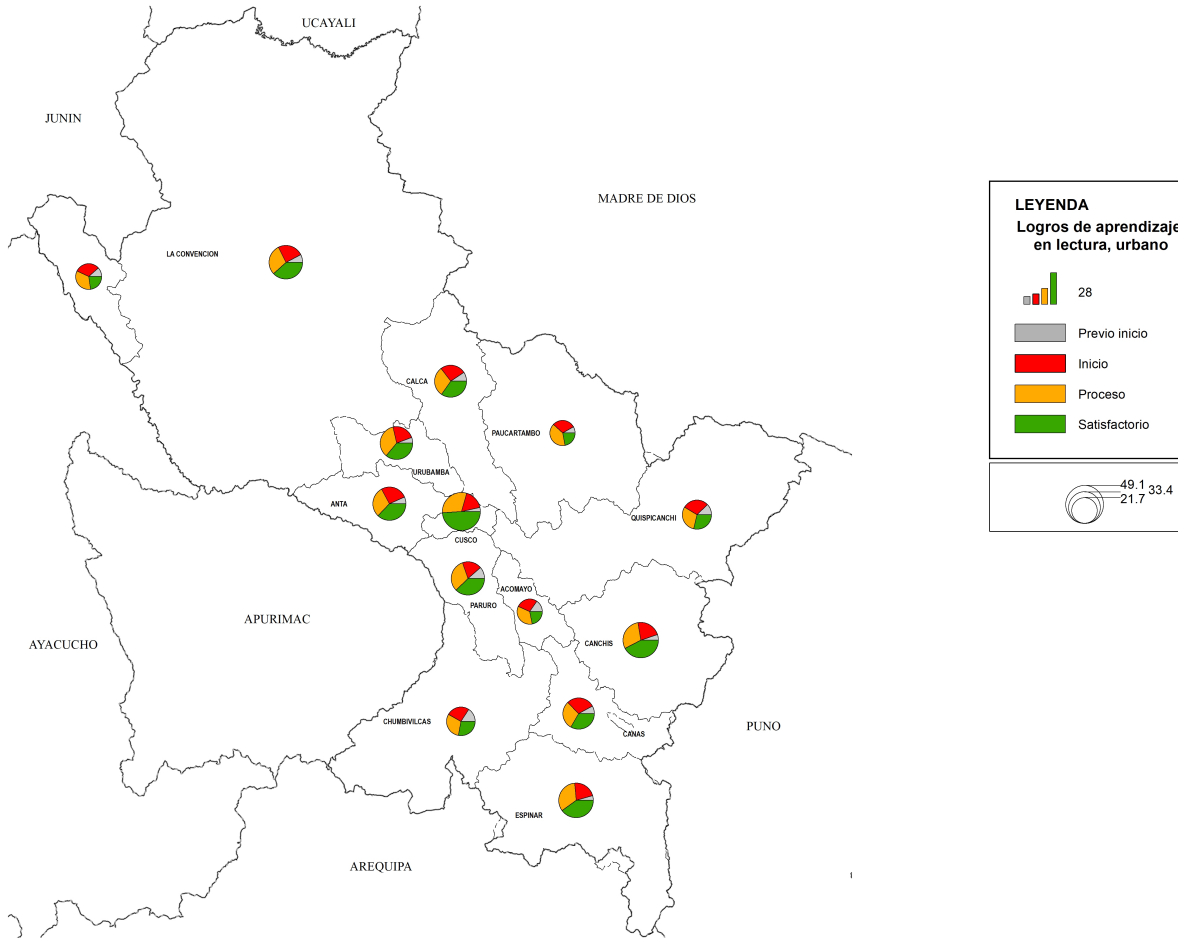 UCAYALI
JUNIN
MADRE DE DIOS
LA CONVENCION
CALCA
PAUCARTAMBO
URUBAMBA
ANTA
QUISPICANCHI
CUSCO
ACOMAYO
PARURO
APURIMAC
AYACUCHO
CANCHIS
CHUMBIVILCAS
CANAS
PUNO
ESPINAR
AREQUIPA
LEYENDA
Logros de aprendizaje
en lectura, urbano
28
Previo inicio
Inicio
Proceso
Satisfactorio
49.1
33.4
21.7